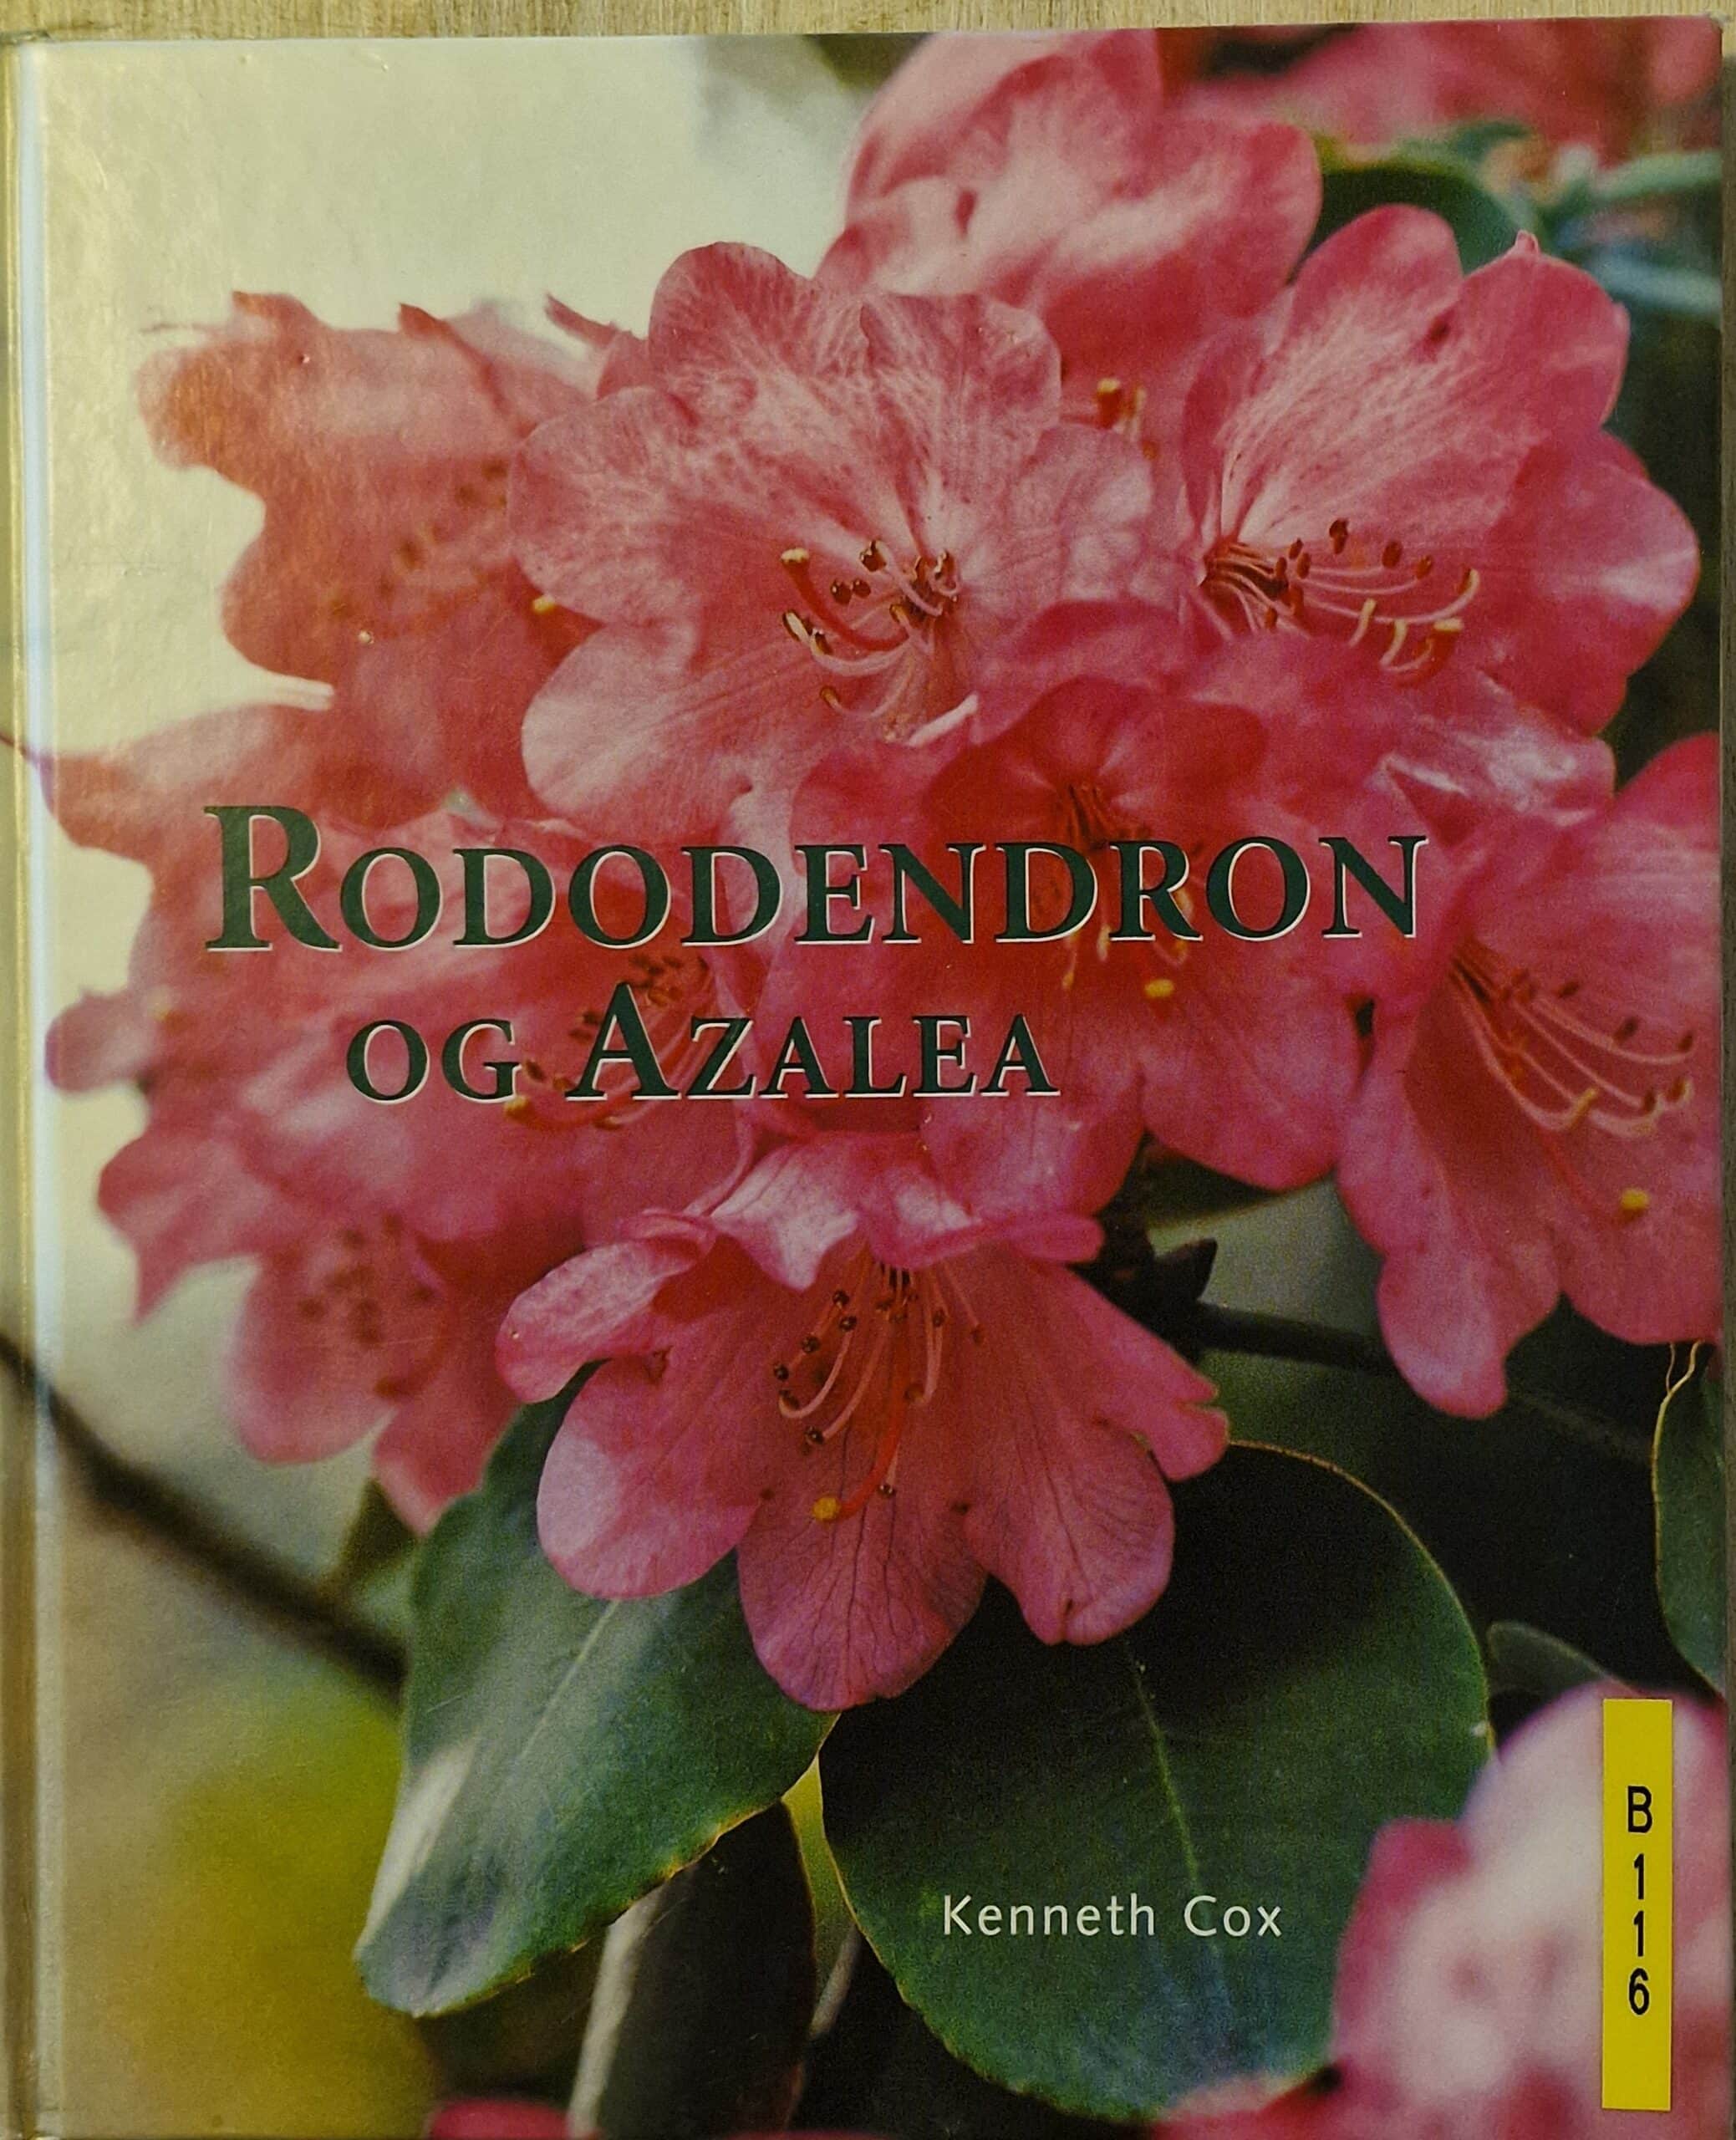 RODODENDRON
OG AZALEA
Kenneth Cox
B
1
1
6